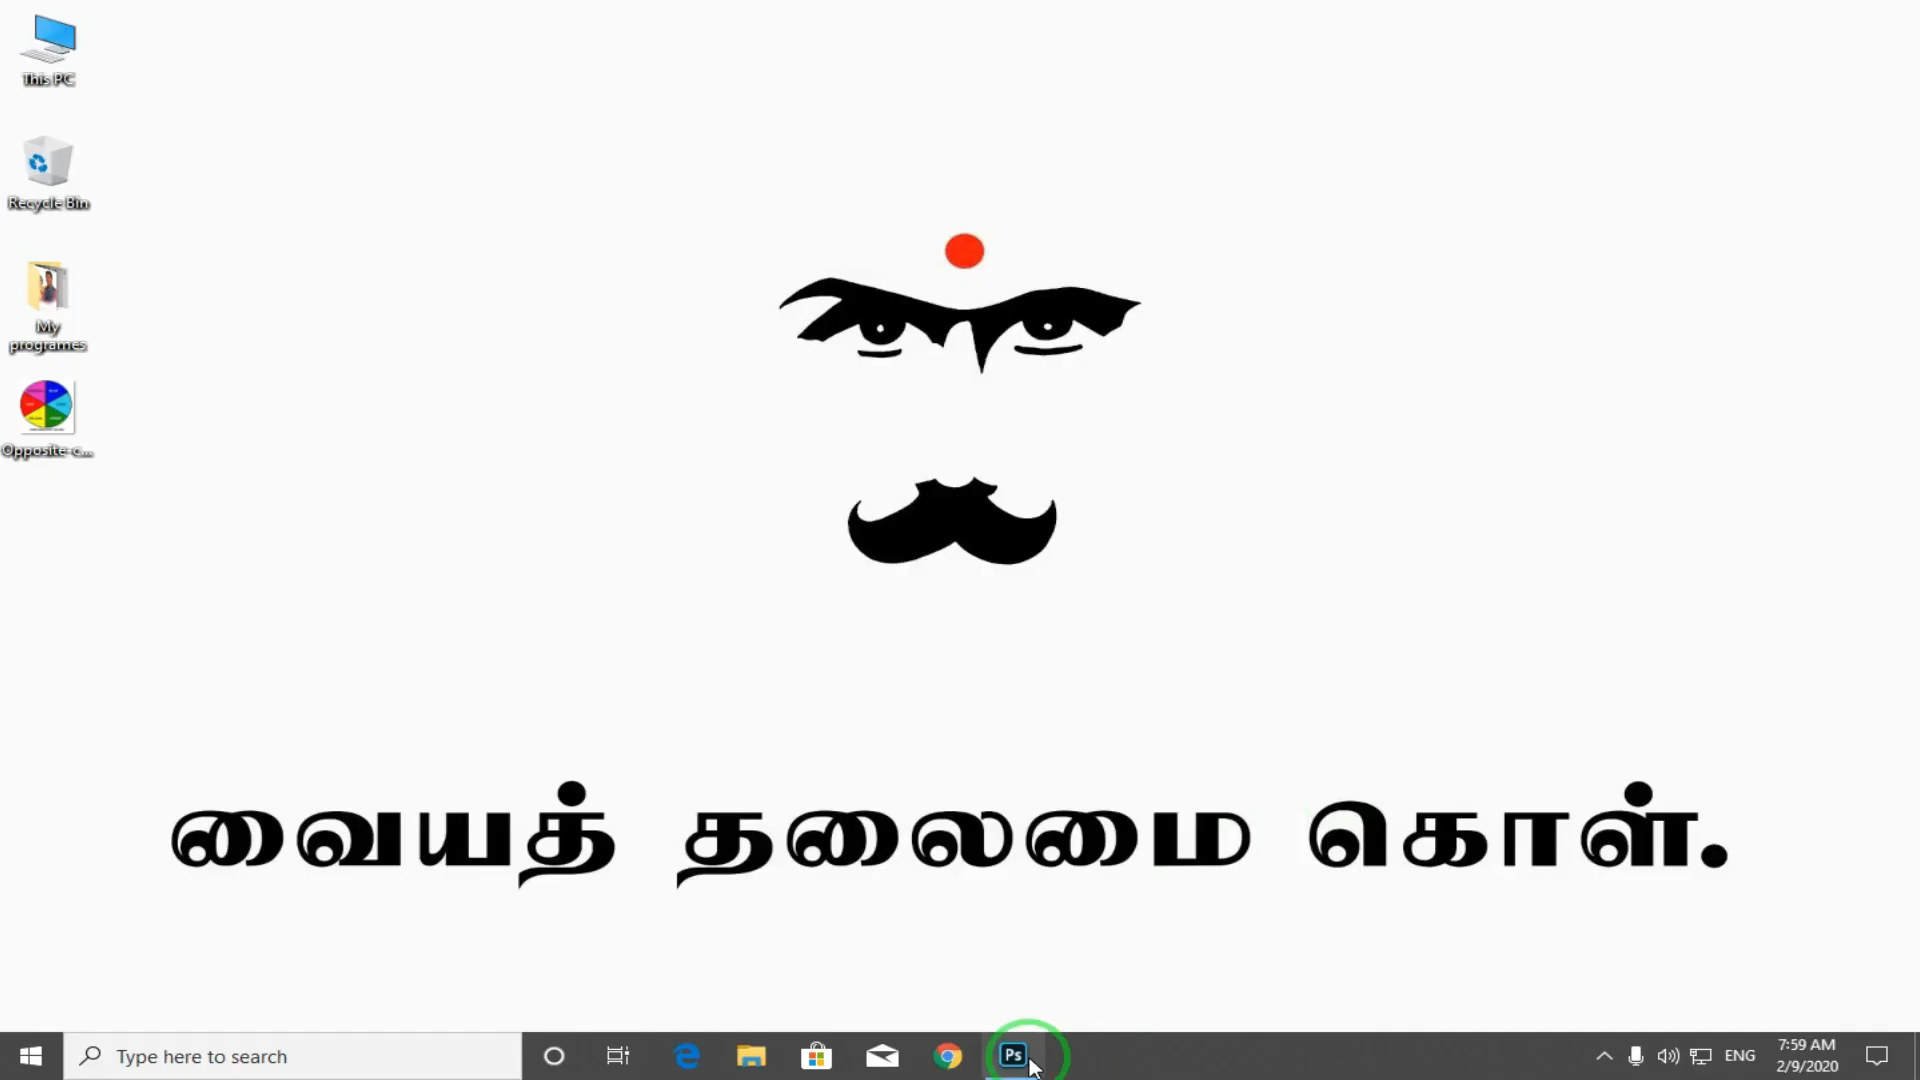 This PC
Recycle Bin
My
programes
Opposite-c...
வையத் தலைமை கொள்.
Type here to search
Ps
ENG
7:59 AM
2/9/2020